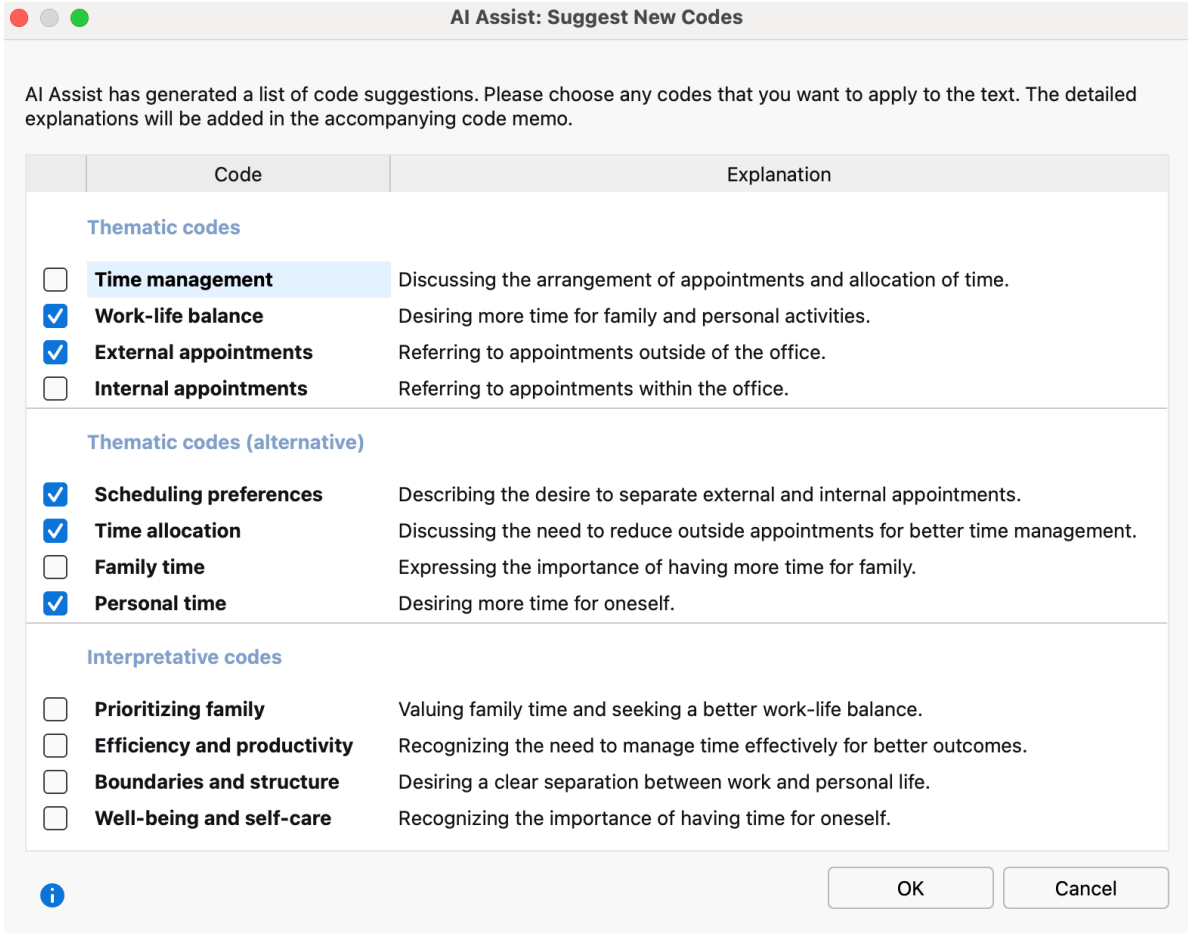 AI Assist: Suggest New Codes
AI Assist has generated a list of code suggestions. Please choose any codes that you want to apply to the text. The detailed
explanations will be added in the accompanying code memo.
Code Explanation
Thematic codes
Time management Discussing the arrangement of appointments and allocation of time.
Work-life balance Desiring more time for family and personal activities.
External appointments Referring to appointments outside of the office.
Internal appointments Referring to appointments within the office.
Thematic codes (alternative)
Scheduling preferences Describing the desire to separate external and internal appointments.
Time allocation Discussing the need to reduce outside appointments for better time management.
Family time Expressing the importance of having more time for family.
Personal time Desiring more time for oneself.
Interpretative codes
Prioritizing family Valuing family time and seeking a better work-life balance.
Efficiency and productivity Recognizing the need to manage time effectively for better outcomes.
Boundaries and structure Desiring a clear separation between work and personal life.
Well-being and self-care Recognizing the importance of having time for oneself.
OK Cancel